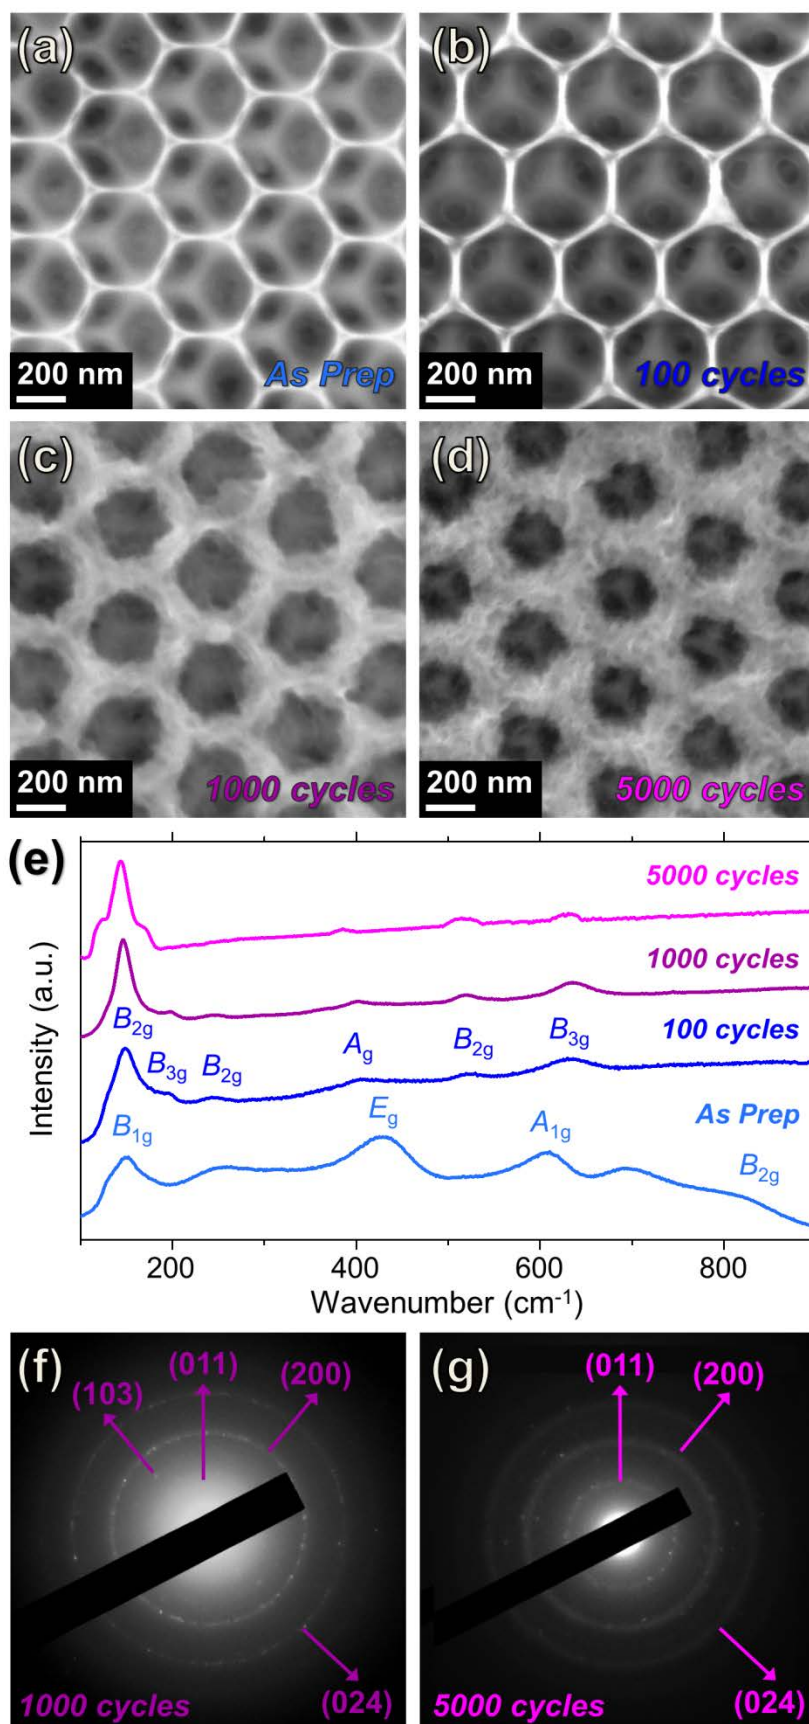 (a)
200 nm
As Prep
(b)
200 nm
100 cycles
(c)
200 nm
1000 cycles
(d)
200 nm
5000 cycles
(e)
Intensity (a.u.)
5000 cycles
1000 cycles
100 cycles
As Prep
B2g
B3g
B2g
Ag
B2g
B3g
B1g
Eg
A1g
B2g
200
400
600
800
Wavenumber (cm⁻¹)
(f)
(103)
(011)
(200)
(024)
1000 cycles
(g)
(011)
(200)
(024)
5000 cycles